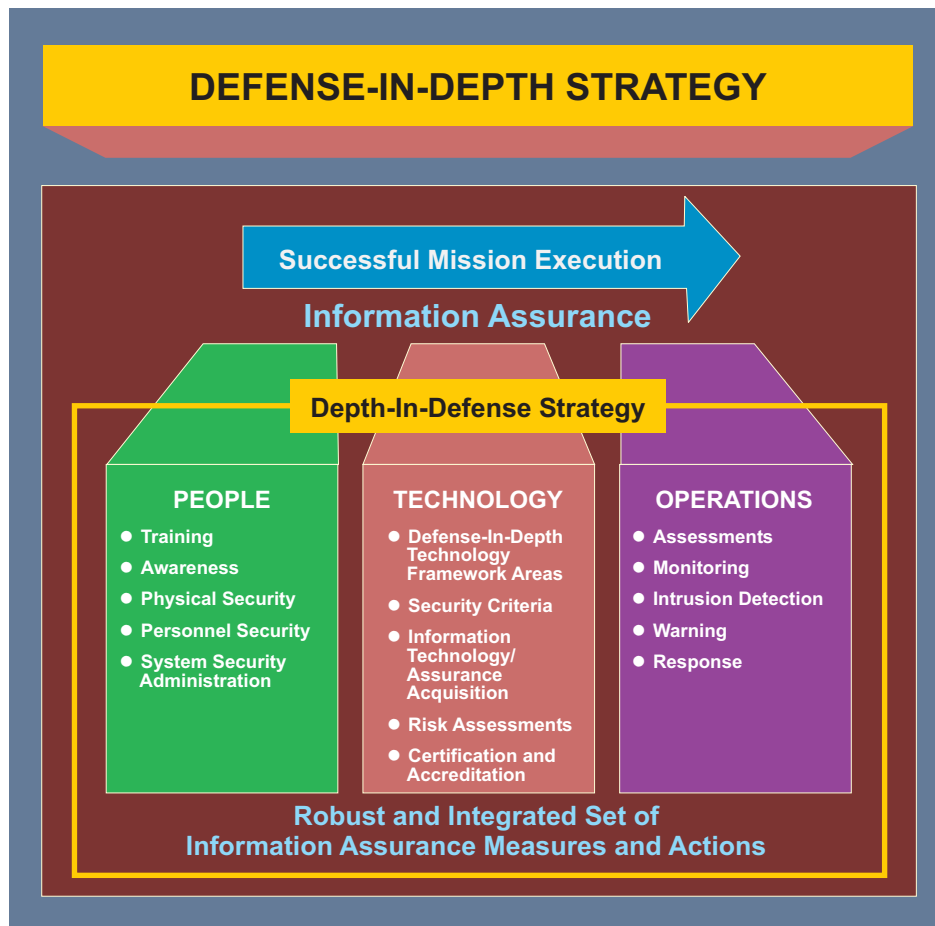 DEFENSE-IN-DEPTH STRATEGY
Successful Mission Execution
Information Assurance
Depth-In-Defense Strategy
PEOPLE
● Training
● Awareness
● Physical Security
● Personnel Security
● System Security
Administration
TECHNOLOGY
● Defense-In-Depth
Technology
Framework Areas
● Security Criteria
● Information
Technology/
Assurance
Acquisition
● Risk Assessments
● Certification and
Accreditation
OPERATIONS
● Assessments
● Monitoring
● Intrusion Detection
● Warning
● Response
Robust and Integrated Set of
Information Assurance Measures and Actions